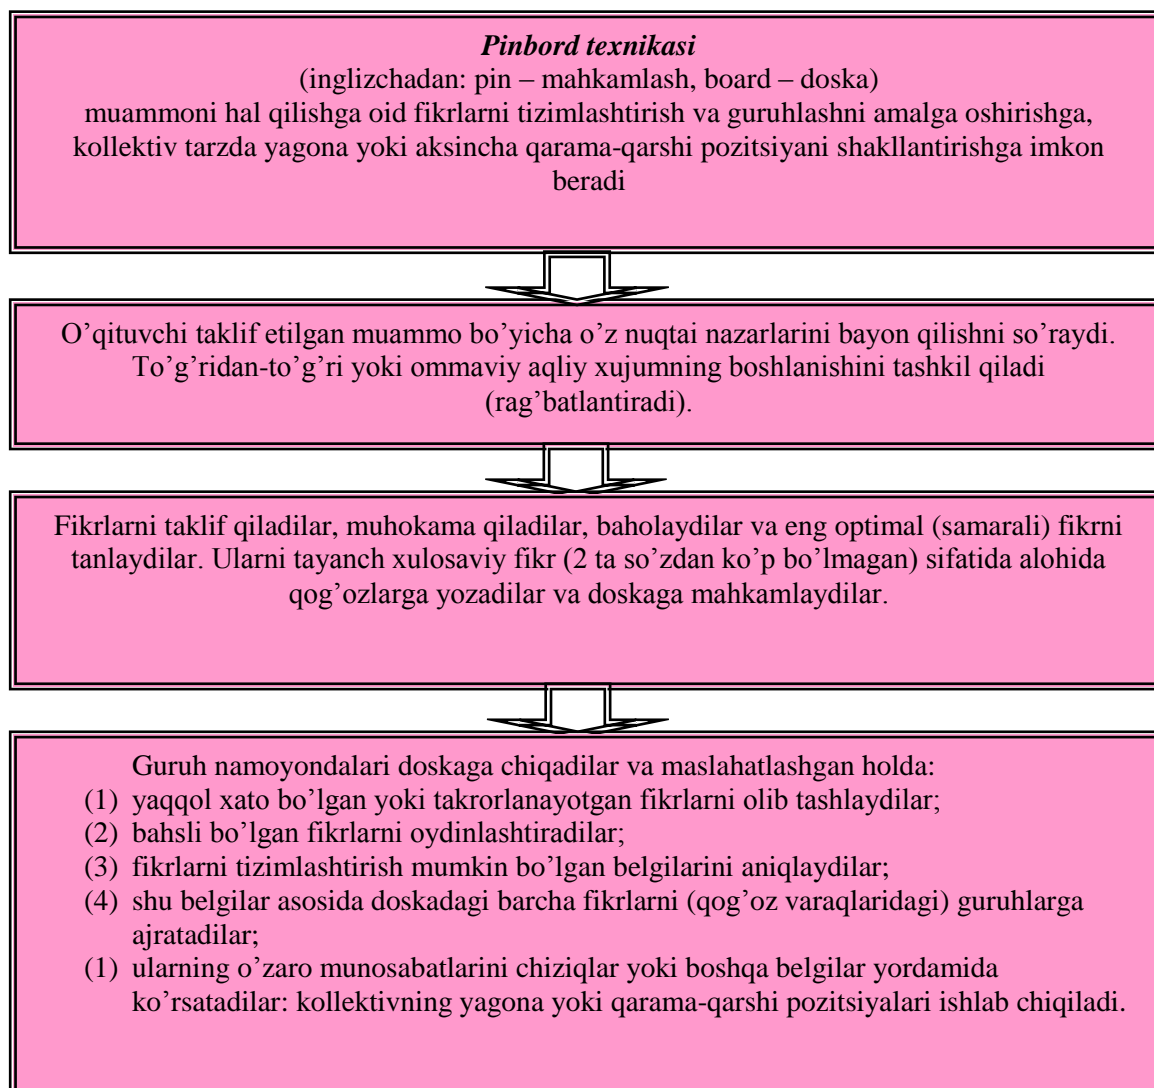 Pinbord texnikasi
(inglizchadan: pin – mahkamlash, board – doska)
muammoni hal qilishga oid fikrlarni tizimlashtirish va guruhlashni amalga oshirishga,
kollektiv tarzda yagona yoki aksincha qarama-qarshi pozitsiyani shakllantirishga imkon
beradi
O’qituvchi taklif etilgan muammo bo’yicha o’z nuqtai nazarlarini bayon qilishni so’raydi.
To’g’ridan-to’g’ri yoki ommaviy aqliy xujumning boshlanishini tashkil qiladi
(rag’batlantiradi).
Fikrlarni taklif qiladilar, muhokama qiladilar, baholaydilar va eng optimal (samarali) fikrni
tanlaydilar. Ularni tayanch xulosaviy fikr (2 ta so’zdan ko’p bo’lmagan) sifatida alohida
qog’ozlarga yozadilar va doskaga mahkamlaydilar.
Guruh namoyondalari doskaga chiqadilar va maslahatlashgan holda:
(1) yaqqol xato bo’lgan yoki takrorlanayotgan fikrlarni olib tashlaydilar;
(2) bahsli bo’lgan fikrlarni oydinlashtiradilar;
(3) fikrlarni tizimlashtirish mumkin bo’lgan belgilarini aniqlaydilar;
(4) shu belgilar asosida doskadagi barcha fikrlarni (qog’oz varaqlaridagi) guruhlarga
ajratadilar;
(1) ularning o’zaro munosabatlarini chiziqlar yoki boshqa belgilar yordamida
ko’rsatadilar: kollektivning yagona yoki qarama-qarshi pozitsiyalari ishlab chiqiladi.